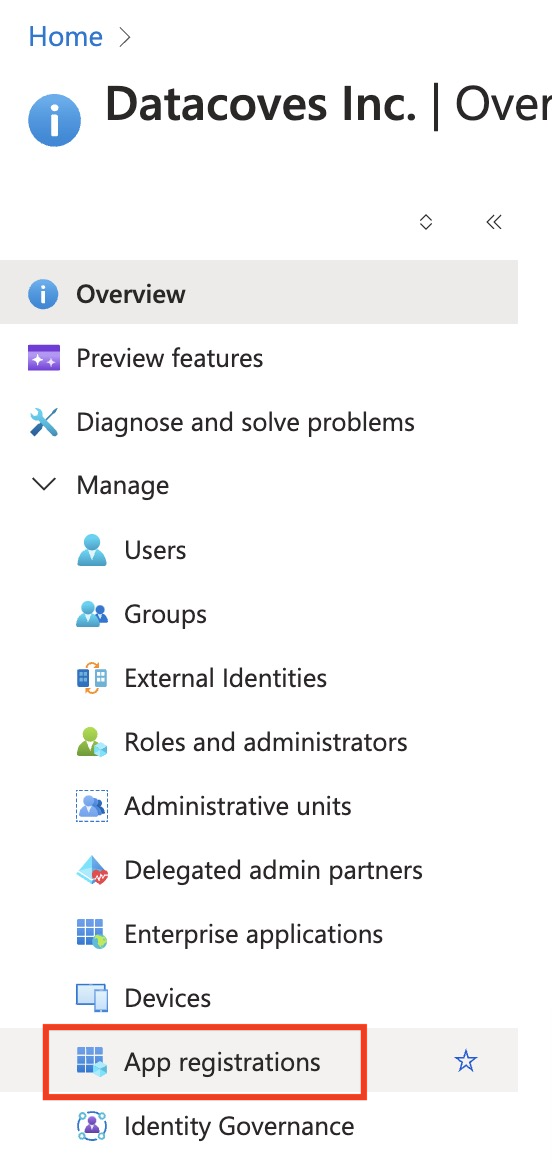 Home
Datacoves Inc. | Over
Overview
Preview features
Diagnose and solve problems
Manage
Users
Groups
External Identities
Roles and administrators
Administrative units
Delegated admin partners
Enterprise applications
Devices
App registrations
Identity Governance